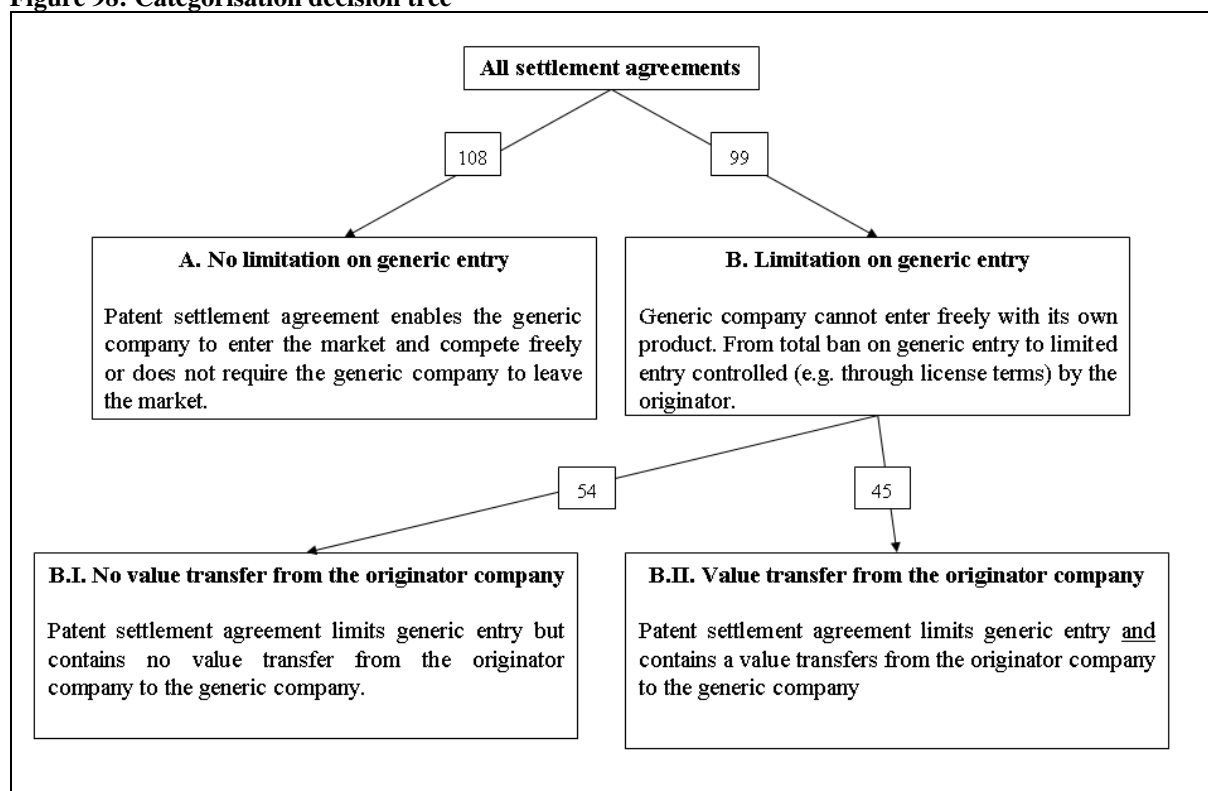 Figure 98: Categorisation decision tree
All settlement agreements
108
99
A. No limitation on generic entry
Patent settlement agreement enables the generic
company to enter the market and compete freely
or does not require the generic company to leave
the market.
B. Limitation on generic entry
Generic company cannot enter freely with its own
product. From total ban on generic entry to limited
entry controlled (e.g. through license terms) by the
originator.
54
45
B.I. No value transfer from the originator company
Patent settlement agreement limits generic entry but
contains no value transfer from the originator
company to the generic company.
B.II. Value transfer from the originator company
Patent settlement agreement limits generic entry and
contains a value transfers from the originator company
to the generic company